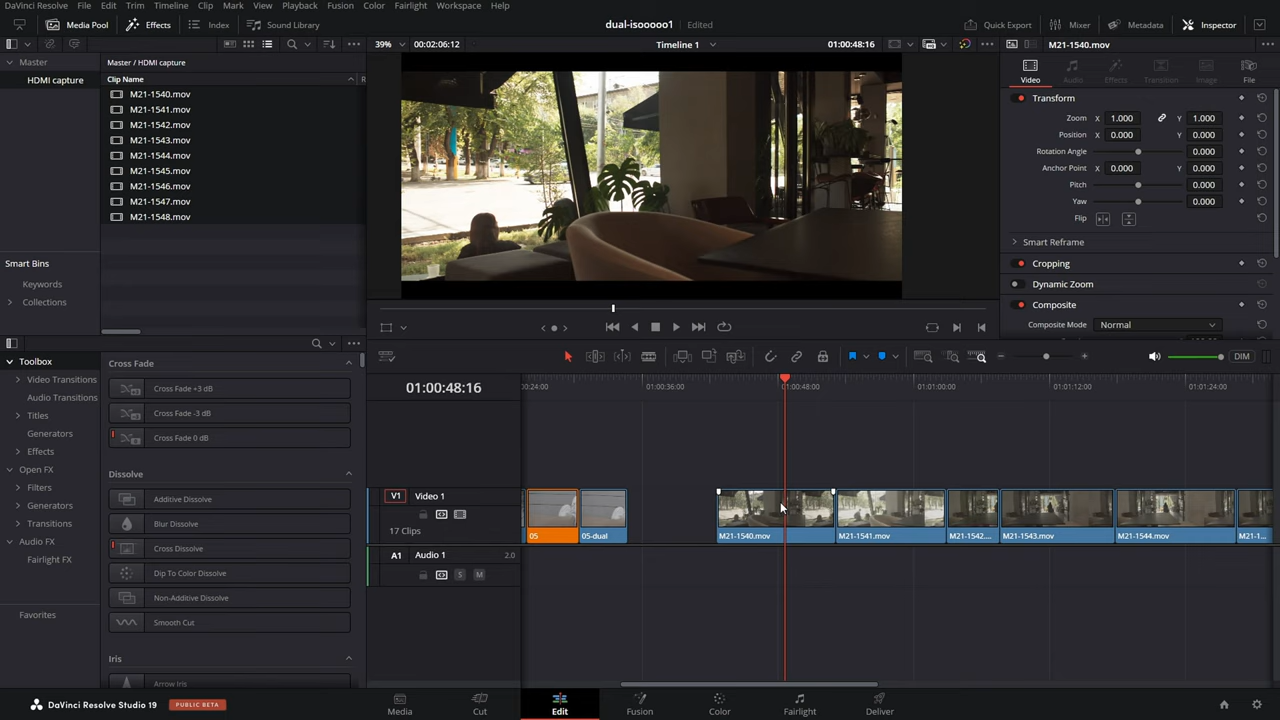 DaVinci Resolve File Edit Trim Timeline Clip Mark View Playback Fusion Color Fairlight Workspace Help
Media Pool Effects Index Sound Library dual-isooooo1 Edited Quick Export Mixer Metadata Inspector
39% 00:02:06:12 Timeline 1 01:00:48:16 M21-1540.mov
Master Master / HDMI capture
HDMI capture Clip Name
M21-1540.mov
M21-1541.mov
M21-1542.mov
M21-1543.mov
M21-1544.mov
M21-1545.mov
M21-1546.mov
M21-1547.mov
M21-1548.mov
Smart Bins
Keywords
Collections
Video Audio Effects Transition Image File
Transform
Zoom X 1.000 Y 1.000
Position X 0.000 Y 0.000
Rotation Angle 0.000
Anchor Point X 0.000 Y 0.000
Pitch 0.000
Yaw 0.000
Flip
Smart Reframe
Cropping
Dynamic Zoom
Composite
Composite Mode Normal
Toolbox
Video Transitions
Audio Transitions
Titles
Generators
Effects
Open FX
Filters
Generators
Transitions
Audio FX
Fairlight FX
Favorites
Cross Fade
Cross Fade +3 dB
Cross Fade -3 dB
Cross Fade 0 dB
Dissolve
Additive Dissolve
Blur Dissolve
Cross Dissolve
Dip To Color Dissolve
Non-Additive Dissolve
Smooth Cut
Iris
Arrow Iris
DIM
01:00:48:16 00:24:00 01:00:36:00 01:00:48:00 01:01:00:00 01:01:12:00 01:01:24:00
V1 Video 1
17 Clips
05 05-dual M21-1540.mov M21-1541.mov M21-1542.... M21-1543.mov M21-1544.mov M21-1...
A1 Audio 1 2.0
S M
DaVinci Resolve Studio 19 PUBLIC BETA
Media Cut Edit Fusion Color Fairlight Deliver